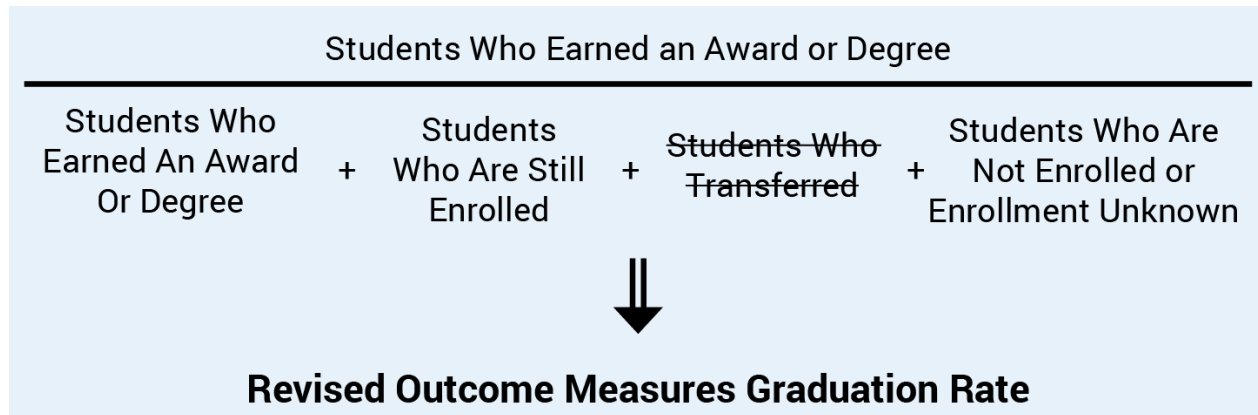 Students Who Earned an Award or Degree
Students Who
Earned An Award
Or Degree
+
Students
Who Are Still
Enrolled
+
Students Who
Transferred
+
Students Who Are
Not Enrolled or
Enrollment Unknown
Revised Outcome Measures Graduation Rate